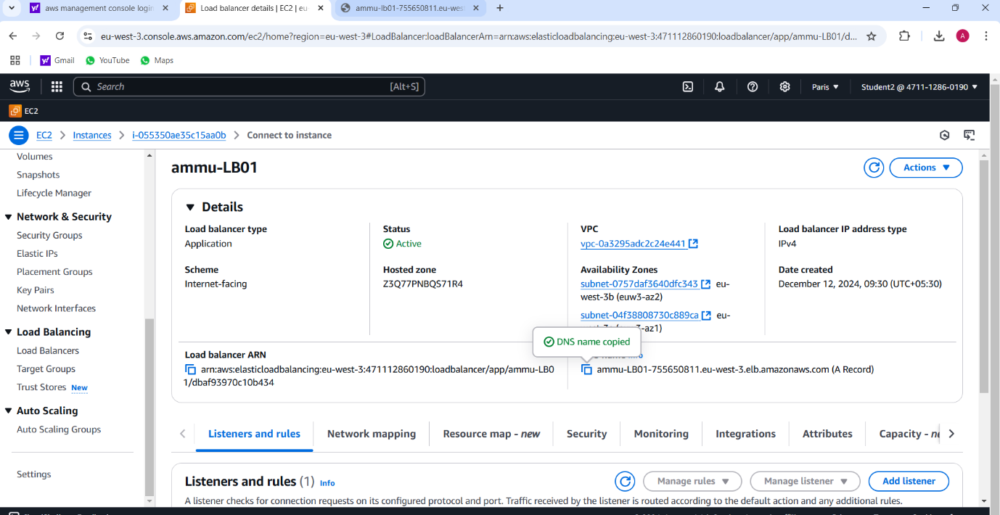 aws management console login
Load balancer details | EC2 | eu-
ammu-lb01-755650811.eu-wes
eu-west-3.console.aws.amazon.com/ec2/home?region=eu-west-3#LoadBalancer:loadBalancerArn=arn:aws:elasticloadbalancing:eu-west-3:471112860190:loadbalancer/app/ammu-LB01/d...
A
Gmail
YouTube
Maps
aws
Search
[Alt+S]
Paris
Student2 @ 4711-1286-0190
EC2
EC2
Instances
i-055350ae35c15aa0b
Connect to instance
Volumes
Snapshots
Lifecycle Manager
Network & Security
Security Groups
Elastic IPs
Placement Groups
Key Pairs
Network Interfaces
Load Balancing
Load Balancers
Target Groups
Trust Stores New
Auto Scaling
Auto Scaling Groups
Settings
ammu-LB01
Actions
Details
Load balancer type
Application
Status
Active
VPC
vpc-0a3295adc2c24e441
Load balancer IP address type
IPv4
Scheme
Internet-facing
Hosted zone
Z3Q77PNBQS71R4
Availability Zones
subnet-0757daf3640dfc343 eu-
west-3b (euw3-az2)
subnet-04f38808730c889ca eu-
-az1)
Date created
December 12, 2024, 09:30 (UTC+05:30)
DNS name copied
Load balancer ARN
arn:aws:elasticloadbalancing:eu-west-3:471112860190:loadbalancer/app/ammu-LB0
1/dbaf93970c10b434
ammu-LB01-755650811.eu-west-3.elb.amazonaws.com (A Record)
Listeners and rules
Network mapping
Resource map - new
Security
Monitoring
Integrations
Attributes
Capacity - ne
Listeners and rules (1) Info
Manage rules
Manage listener
Add listener
A listener checks for connection requests on its configured protocol and port. Traffic received by the listener is routed according to the default action and any additional rules.